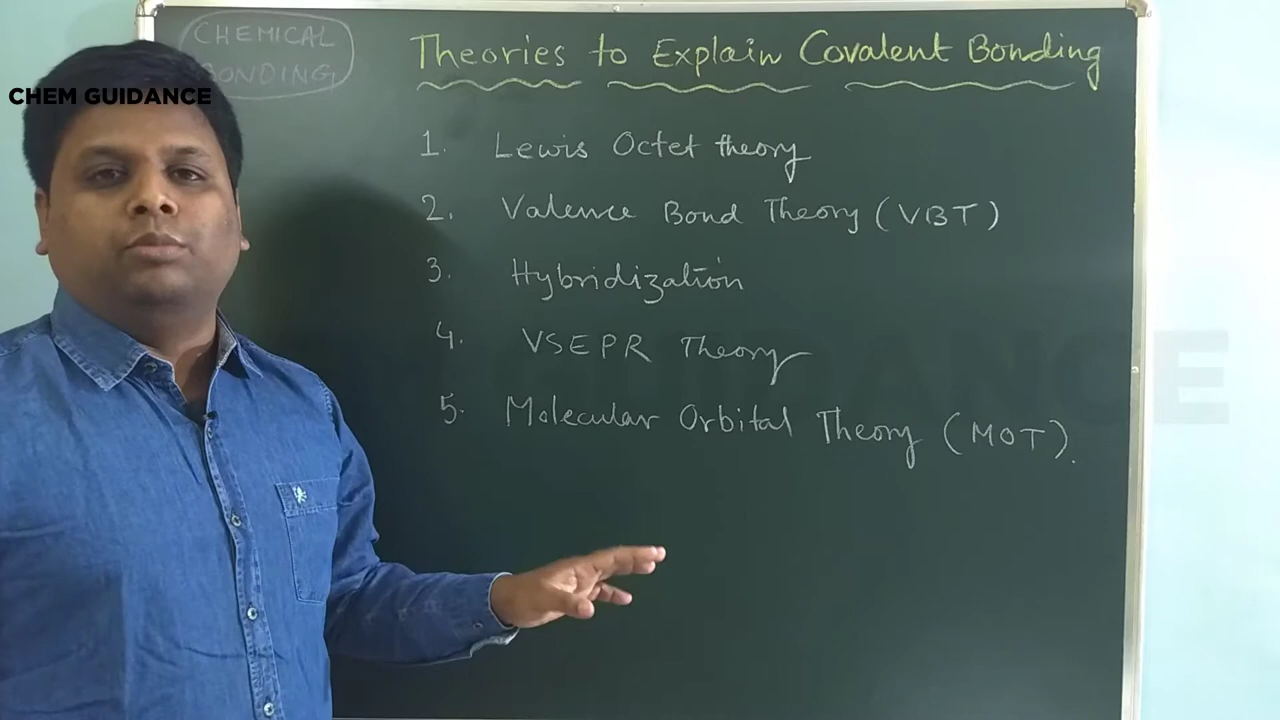 CHEMICAL
BONDING
CHEM GUIDANCE
Theories to Explain Covalent Bonding
1. Lewis Octet theory
2. Valence Bond Theory (VBT)
3. Hybridization
4. VSEPR Theory
5. Molecular Orbital Theory (MOT).
GUIDANCE